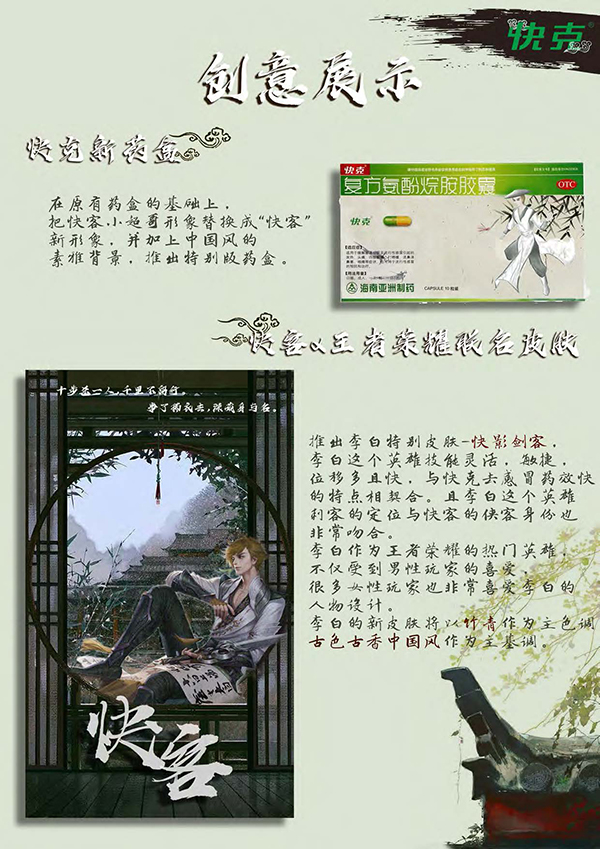 快克
创意展示
快克新药盒
在原有药盒的基础上,
把快客小超哥形象替换成“快客”
新形象,并加上中国风的
素雅背景,推出特别版药盒。
快克
复方氨酚烷胺胶囊
OTC
快克
海南亚洲制药
CAPSULE 10粒装
快客x王者荣耀联名皮肤
十步杀一人,千里不留行。
事了拂衣去,深藏身与名。
快客
推出李白特别皮肤-快影剑客,
李白这个英雄技能灵活,敏捷,
位移多且快,与快克去感冒药效快
的特点相契合。且李白这个英雄
刺客的定位与快客的侠客身份也
非常吻合。
李白作为王者荣耀的热门英雄,
不仅受到男性玩家的喜爱,
很多女性玩家也非常喜爱李白的
人物设计。
李白的新皮肤将以竹青作为主色调
古色古香中国风作为主基调。